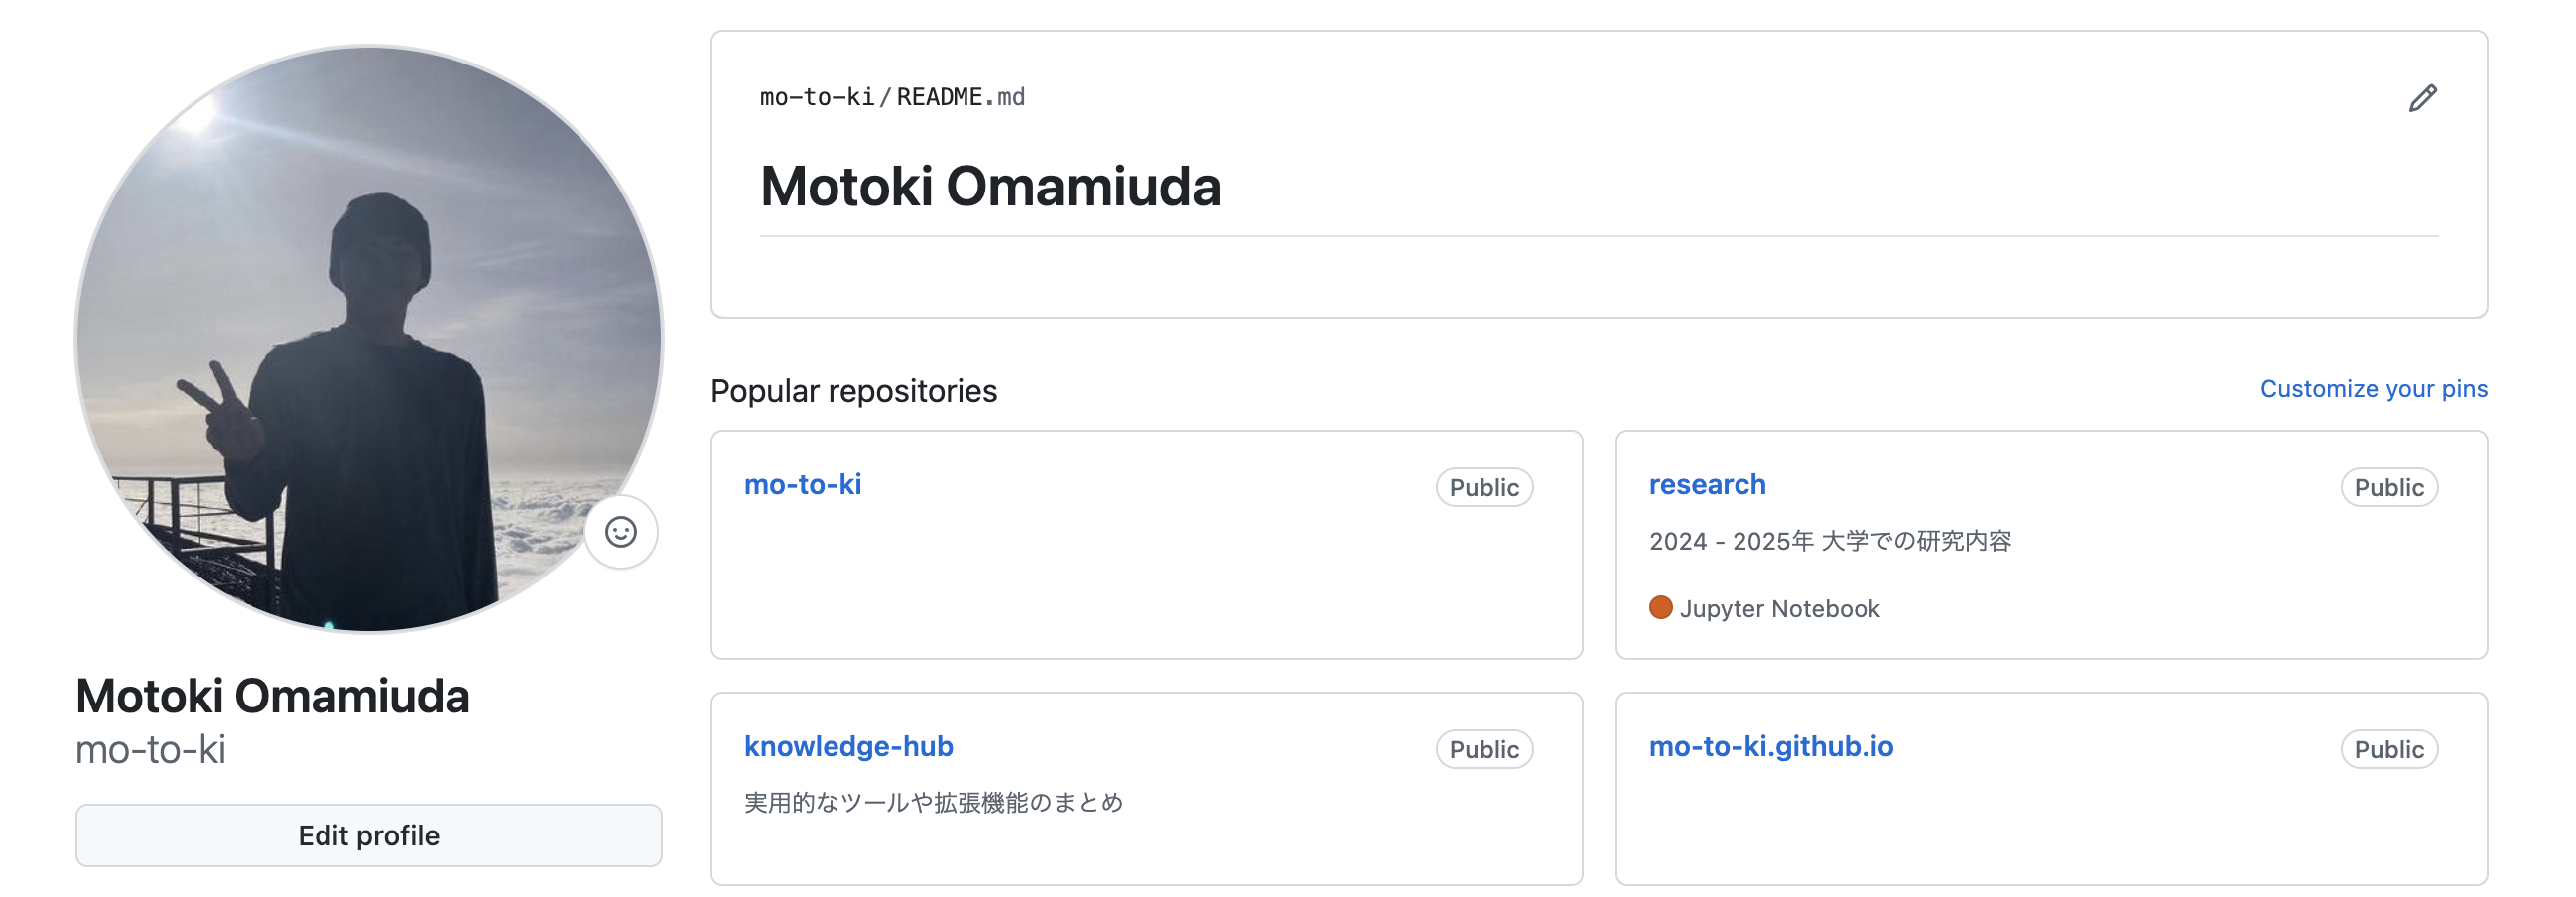 mo-to-ki/README.md
Motoki Omamiuda
Popular repositories
Customize your pins
mo-to-ki
Public
research
Public
2024 - 2025年 大学での研究内容
Jupyter Notebook
knowledge-hub
Public
実用的なツールや拡張機能のまとめ
mo-to-ki.github.io
Public
Motoki Omamiuda
mo-to-ki
Edit profile